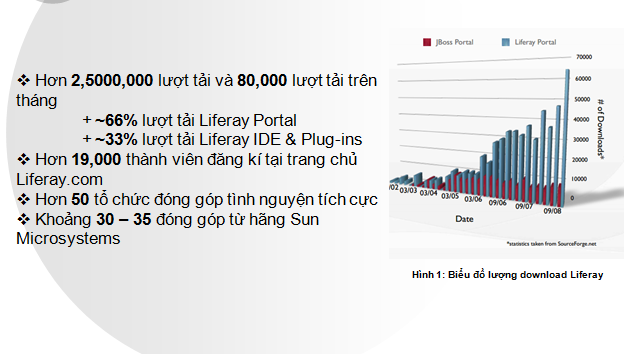 ❖ Hơn 2,5000,000 lượt tải và 80,000 lượt tải trên
tháng
+ ~66% lượt tải Liferay Portal
+ ~33% lượt tải Liferay IDE & Plug-ins
❖ Hơn 19,000 thành viên đăng kí tại trang chủ
Liferay.com
❖ Hơn 50 tổ chức đóng góp tình nguyện tích cực
❖ Khoảng 30 – 35 đóng góp từ hãng Sun
Microsystems
JBoss Portal Liferay Portal
70000
60000
50000
40000
30000
20000
10000
0
# of Downloads*
/02 03/03 03/04 03/05 03/06 09/06 09/07 09/08
Date
*statistics taken from SourceForge.net
Hình 1: Biểu đồ lượng download Liferay